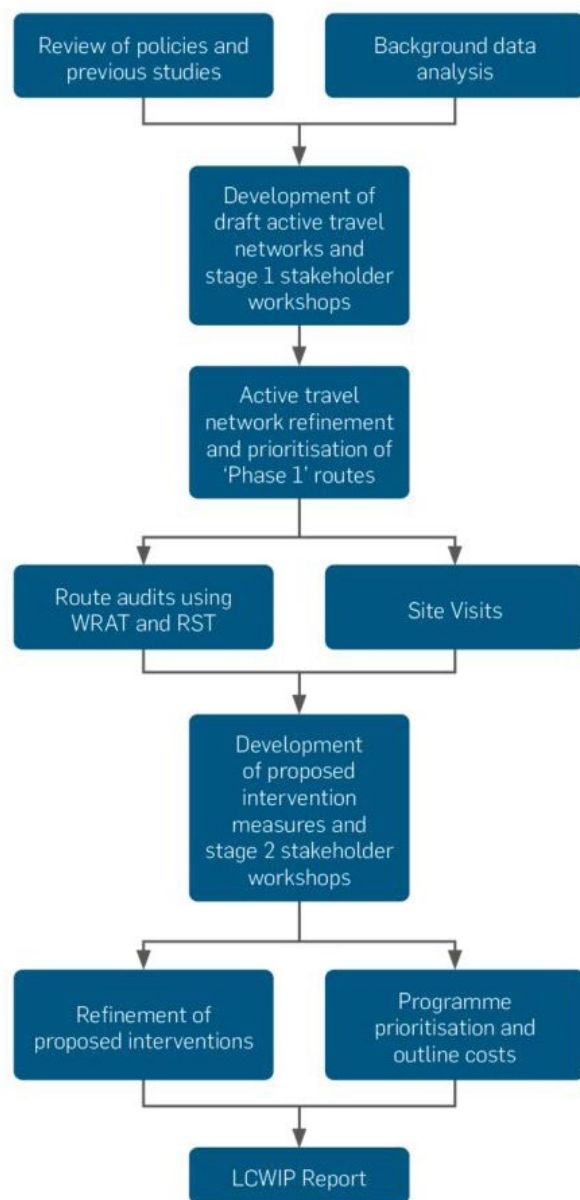 Review of policies and
previous studies
Background data
analysis
Development of
draft active travel
networks and
stage 1 stakeholder
workshops
Active travel
network refinement
and prioritisation of
‘Phase 1’ routes
Route audits using
WRAT and RST
Site Visits
Development
of proposed
intervention
measures and
stage 2 stakeholder
workshops
Refinement of
proposed interventions
Programme
prioritisation and
outline costs
LCWIP Report